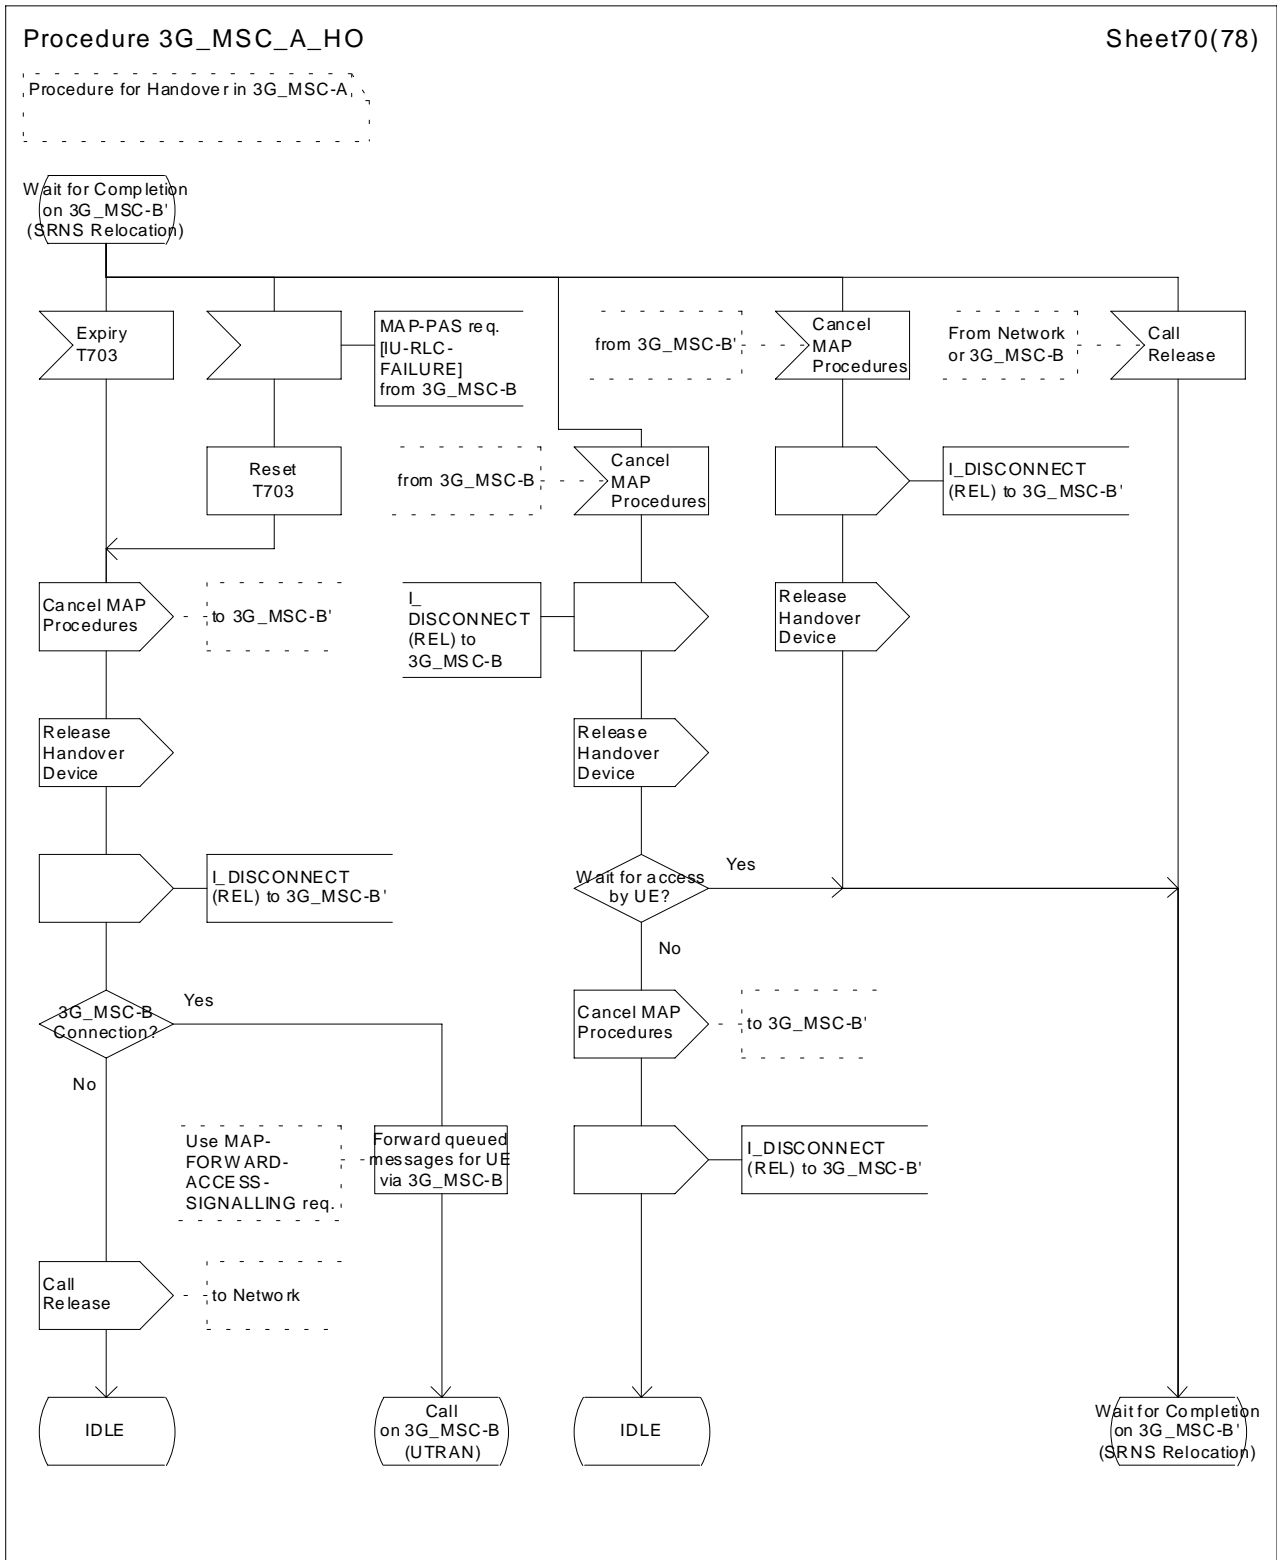 Procedure 3G_MSC_A_HO
Sheet70(78)
Procedure for Handover in 3G_MSC-A
Wait for Completion
on 3G_MSC-B'
(SRNS Relocation)
Expiry
T703
MAP-PAS req.
[IU-RLC-
FAILURE]
from 3G_MSC-B
from 3G_MSC-B'
Cancel
MAP
Procedures
From Network
or 3G_MSC-B
Call
Release
Reset
T703
from 3G_MSC-B
Cancel
MAP
Procedures
I_DISCONNECT
(REL) to 3G_MSC-B'
Cancel MAP
Procedures
to 3G_MSC-B'
I_
DISCONNECT
(REL) to
3G_MSC-B
Release
Handover
Device
Release
Handover
Device
Release
Handover
Device
I_DISCONNECT
(REL) to 3G_MSC-B'
Wait for access
by UE?
Yes
No
3G_MSC-B
Connection?
Yes
No
Cancel MAP
Procedures
to 3G_MSC-B'
Use MAP-
FORWARD-
ACCESS-
SIGNALLING req.
Forward queued
messages for UE
via 3G_MSC-B
I_DISCONNECT
(REL) to 3G_MSC-B'
Call
Release
to Network
IDLE
Call
on 3G_MSC-B
(UTRAN)
IDLE
Wait for Completion
on 3G_MSC-B'
(SRNS Relocation)